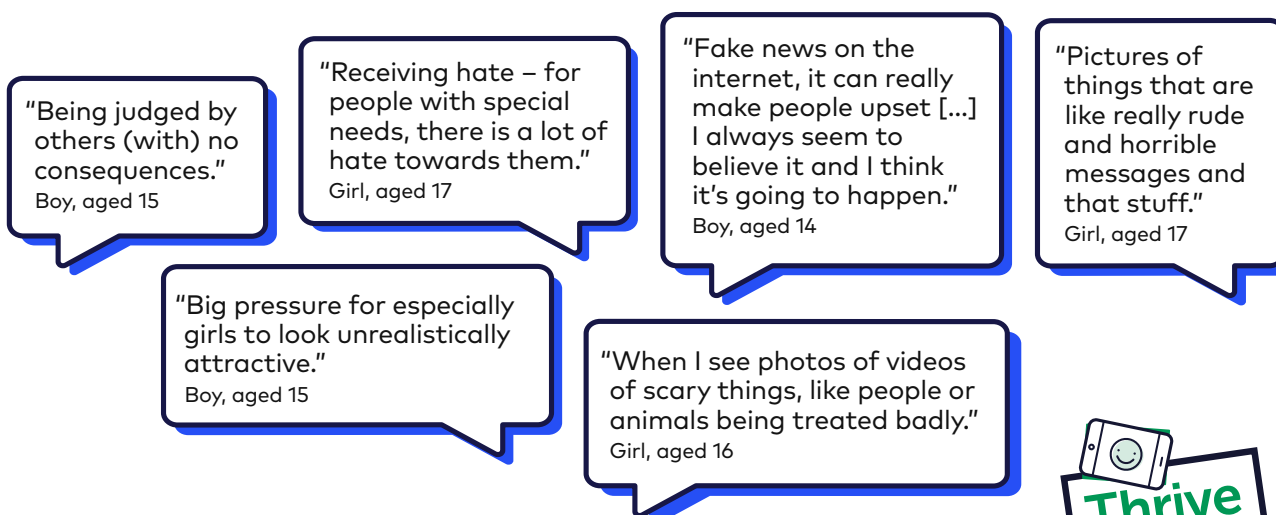 “Being judged by
others (with) no
consequences.”
Boy, aged 15
“Receiving hate – for
people with special
needs, there is a lot of
hate towards them.”
Girl, aged 17
“Fake news on the
internet, it can really
make people upset [...]
I always seem to
believe it and I think
it’s going to happen.”
Boy, aged 14
“Pictures of
things that are
like really rude
and horrible
messages and
that stuff.”
Girl, aged 17
“Big pressure for especially
girls to look unrealistically
attractive.”
Boy, aged 15
“When I see photos of videos
of scary things, like people or
animals being treated badly.”
Girl, aged 16
Thrive